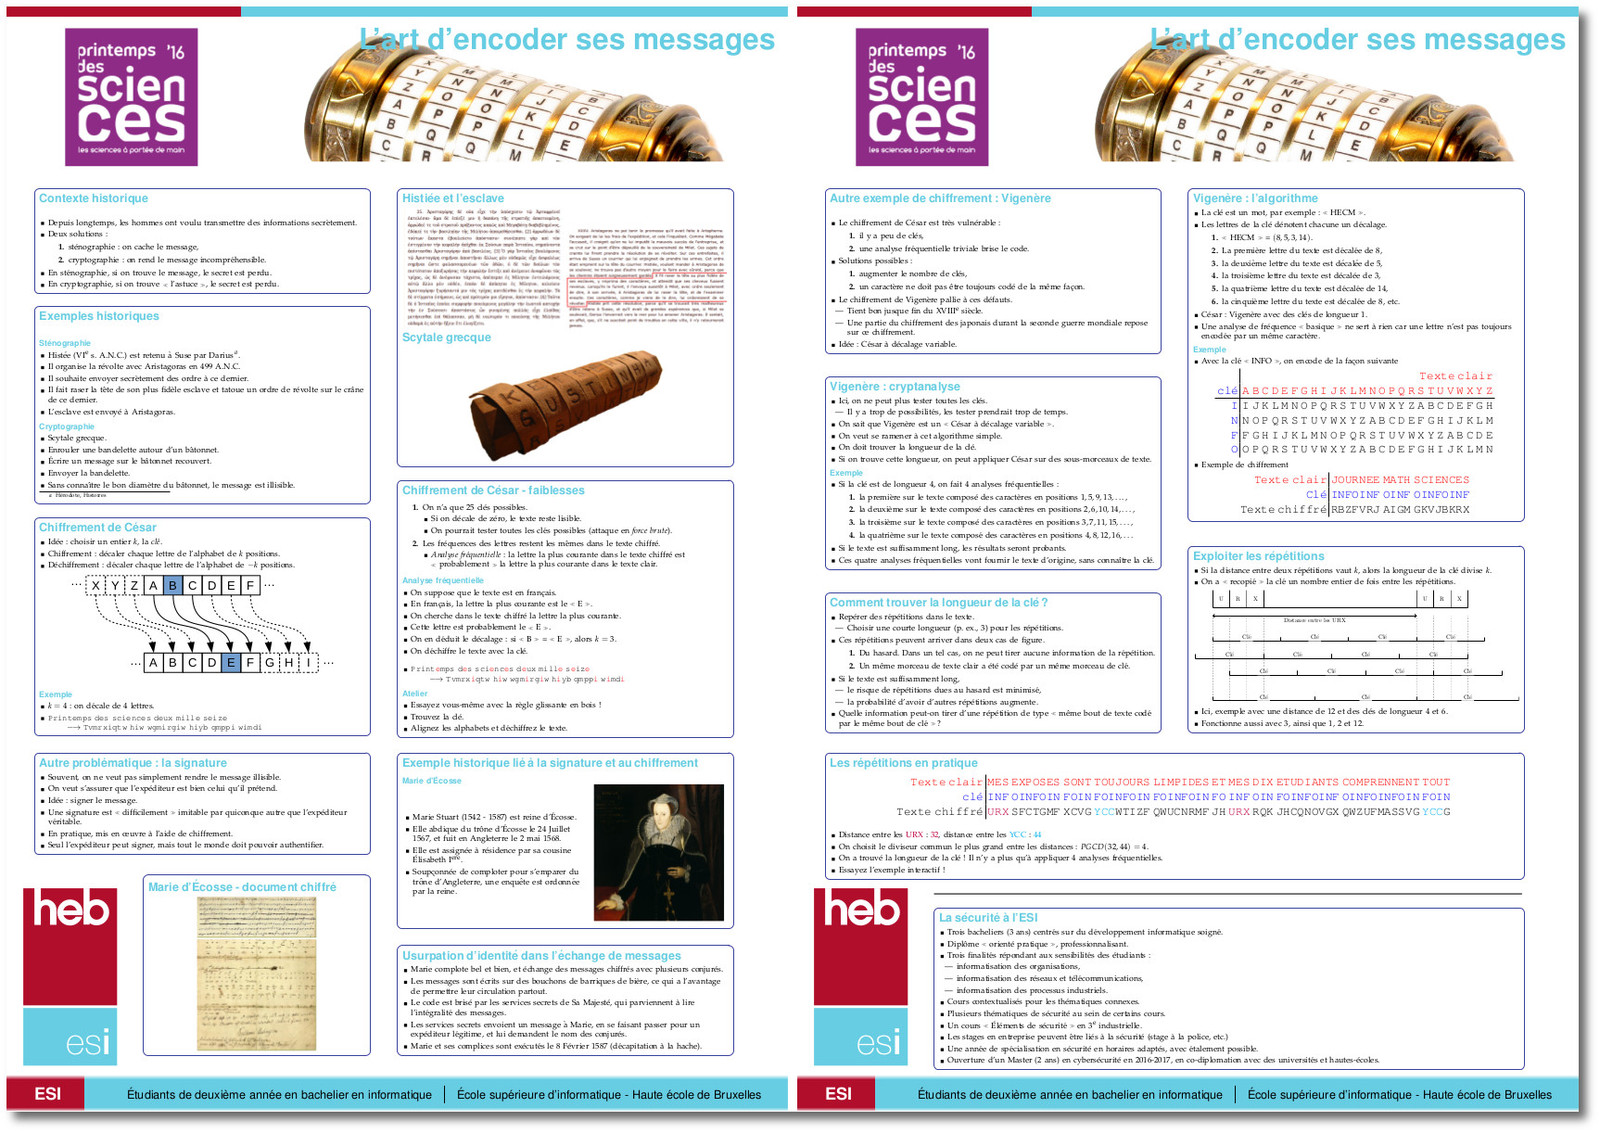 L'art d'encoder ses messages
printemps '16
des
scien
ces
les sciences à portée de main
Contexte historique
Depuis longtemps, les hommes ont voulu transmettre des informations secrètement.
Deux solutions :
1. sténographie : on cache le message,
2. cryptographie : on rend le message incompréhensible.
En sténographie, si on trouve le message, le secret est perdu.
En cryptographie, si on trouve « l'astuce », le secret est perdu.
Exemples historiques
Sténographie
Histée (VIe s. A.N.C.) est retenu à Suse par Darius a.
Il organise la révolte avec Aristagoras en 499 A.N.C.
Il souhaite envoyer secrètement des ordre à ce dernier.
Il fait raser la tête de son plus fidèle esclave et tatoue un ordre de révolte sur le crâne
de ce dernier.
L'esclave est envoyé à Aristagoras.
Cryptographie
Scytale grecque.
Enrouler une bandelette autour d'un bâtonnet.
Écrire un message sur le bâtonnet recouvert.
Envoyer la bandelette.
Sans connaître le bon diamètre du bâtonnet, le message est illisible.
a Hérodote, Histoires
Chiffrement de César
Idée : choisir un entier k, la clé.
Chiffrement : décaler chaque lettre de l'alphabet de k positions.
Déchiffrement : décaler chaque lettre de l'alphabet de −k positions.
··· X Y Z A B C D E F ···
··· A B C D E F G H I ···
Exemple
k = 4 : on décale de 4 lettres.
Printemps des sciences deux mille seize
⟶ Tvmrxiqtw hiw wgmirgiw hiyb qmppi wimdi
Autre problématique : la signature
Souvent, on ne veut pas simplement rendre le message illisible.
On veut s'assurer que l'expéditeur est bien celui qu'il prétend.
Idée : signer le message.
Une signature est « difficilement » imitable par quiconque autre que l'expéditeur
véritable.
En pratique, mis en œuvre à l'aide de chiffrement.
Seul l'expéditeur peut signer, mais tout le monde doit pouvoir authentifier.
Marie d'Écosse - document chiffré
heb
esi
Histiée et l'esclave
Scytale grecque
Chiffrement de César - faiblesses
1. On n'a que 25 clés possibles.
Si on décale de zéro, le texte reste lisible.
On pourrait tester toutes les clés possibles (attaque en force brute).
2. Les fréquences des lettres restent les mêmes dans le texte chiffré.
Analyse fréquentielle : la lettre la plus courante dans le texte chiffré est
« probablement » la lettre la plus courante dans le texte clair.
Analyse fréquentielle
On suppose que le texte est en français.
En français, la lettre la plus courante est le « E ».
On cherche dans le texte chiffré la lettre la plus courante.
Cette lettre est probablement le « E ».
On en déduit le décalage : si « B » = « E », alors k = 3.
On déchiffre le texte avec la clé.
Printemps des sciences deux mille seize
⟶ Tvmrxiqtw hiw wgmirgiw hiyb qmppi wimdi
Atelier
Essayez vous-même avec la règle glissante en bois !
Trouvez la clé.
Alignez les alphabets et déchiffrez le texte.
Exemple historique lié à la signature et au chiffrement
Marie d'Écosse
Marie Stuart (1542 - 1587) est reine d'Écosse.
Elle abdique du trône d'Écosse le 24 Juillet
1567, et fuit en Angleterre le 2 mai 1568.
Elle est assignée à résidence par sa cousine
Élisabeth Ière.
Soupçonnée de comploter pour s'emparer du
trône d'Angleterre, une enquête est ordonnée
par la reine.
Usurpation d'identité dans l'échange de messages
Marie complote bel et bien, et échange des messages chiffrés avec plusieurs conjurés.
Les messages sont écrits sur des bouchons de barriques de bière, ce qui a l'avantage
de permettre leur circulation partout.
Le code est brisé par les services secrets de Sa Majesté, qui parviennent à lire
l'intégralité des messages.
Les services secrets envoient un message à Marie, en se faisant passer pour un
expéditeur légitime, et lui demandent le nom des conjurés.
Marie et ses complices sont exécutés le 8 Février 1587 (décapitation à la hache).
ESI
Étudiants de deuxième année en bachelier en informatique
École supérieure d'informatique - Haute école de Bruxelles
L'art d'encoder ses messages
printemps '16
des
scien
ces
les sciences à portée de main
Autre exemple de chiffrement : Vigenère
Le chiffrement de César est très vulnérable :
1. il y a peu de clés,
2. une analyse fréquentielle triviale brise le code.
Solutions possibles :
1. augmenter le nombre de clés,
2. un caractère ne doit pas être toujours codé de la même façon.
Le chiffrement de Vigenère pallie à ces défauts.
— Tient bon jusque fin du XVIIIe siècle.
— Une partie du chiffrement des japonais durant la seconde guerre mondiale repose
sur ce chiffrement.
Idée : César à décalage variable.
Vigenère : cryptanalyse
Ici, on ne peut plus tester toutes les clés.
— Il y a trop de possibilités, les tester prendrait trop de temps.
On sait que Vigenère est un « César à décalage variable ».
On veut se ramener à cet algorithme simple.
On doit trouver la longueur de la clé.
Si on trouve cette longueur, on peut appliquer César sur des sous-morceaux de texte.
Exemple
Si la clé est de longueur 4, on fait 4 analyses fréquentielles :
1. la première sur le texte composé des caractères en positions 1, 5, 9, 13, . . . ,
2. la deuxième sur le texte composé des caractères en positions 2, 6, 10, 14, . . . ,
3. la troisième sur le texte composé des caractères en positions 3, 7, 11, 15, . . . ,
4. la quatrième sur le texte composé des caractères en positions 4, 8, 12, 16, . . .
Si le texte est suffisamment long, les résultats seront probants.
Ces quatre analyses fréquentielles vont fournir le texte d'origine, sans connaître la clé.
Comment trouver la longueur de la clé ?
Repérer des répétitions dans le texte.
— Choisir une courte longueur (p. ex., 3) pour les répétitions.
Ces répétitions peuvent arriver dans deux cas de figure.
1. Du hasard. Dans un tel cas, on ne peut tirer aucune information de la répétition.
2. Un même morceau de texte clair a été codé par un même morceau de clé.
Si le texte est suffisamment long,
— le risque de répétitions dues au hasard est minimisé,
— la probabilité d'avoir d'autres répétitions augmente.
Quelle information peut-on tirer d'une répétition de type « même bout de texte codé
par le même bout de clé » ?
Vigenère : l'algorithme
La clé est un mot, par exemple : « HECM ».
Les lettres de la clé dénotent chacune un décalage.
1. « HECM » = (8, 5, 3, 14).
2. La première lettre du texte est décalée de 8,
3. la deuxième lettre du texte est décalée de 5,
4. la troisième lettre du texte est décalée de 3,
5. la quatrième lettre du texte est décalée de 14,
6. la cinquième lettre du texte est décalée de 8, etc.
César : Vigenère avec des clés de longueur 1.
Une analyse de fréquence « basique » ne sert à rien car une lettre n'est pas toujours
encodée par un même caractère.
Exemple
Avec la clé « INFO », on encode de la façon suivante
Texte clair
clé A B C D E F G H I J K L M N O P Q R S T U V W X Y Z
I I J K L M N O P Q R S T U V W X Y Z A B C D E F G H
N N O P Q R S T U V W X Y Z A B C D E F G H I J K L M
F F G H I J K L M N O P Q R S T U V W X Y Z A B C D E
O O P Q R S T U V W X Y Z A B C D E F G H I J K L M N
Exemple de chiffrement
Texte clair JOURNEE MATH SCIENCES
Clé INFOINF OINF OINFOINF
Texte chiffré RBZFVRJ AIGM GKVJBKRX
Exploiter les répétitions
Si la distance entre deux répétitions vaut k, alors la longueur de la clé divise k.
On a « recopié » la clé un nombre entier de fois entre les répétitions.
U R X U R X
Distance entre les URX
Clé Clé Clé Clé
Clé Clé Clé Clé Clé
Clé Clé Clé Clé
Clé Clé Clé
Ici, exemple avec une distance de 12 et des clés de longueur 4 et 6.
Fonctionne aussi avec 3, ainsi que 1, 2 et 12.
Les répétitions en pratique
Texte clair MES EXPOSES SONT TOUJOURS LIMPIDES ET MES DIX ETUDIANTS COMPRENNENT TOUT
clé INF OINFOIN FOIN FOINFOIN FOINFOIN FO INF OIN FOINFOINF OINFOINFOIN FOIN
Texte chiffré URX SFCTGMF XCVG YCCWTIZF QWUCNRMF JH URX RQK JHCQNOVGX QWZUFMASSVG YCCG
Distance entre les URX : 32, distance entre les YCC : 44
On choisit le diviseur commun le plus grand entre les distances : PGCD(32, 44) = 4.
On a trouvé la longueur de la clé ! Il n'y a plus qu'à appliquer 4 analyses fréquentielles.
Essayez l'exemple interactif !
heb
esi
La sécurité à l'ESI
Trois bacheliers (3 ans) centrés sur du développement informatique soigné.
Diplôme « orienté pratique », professionnalisant.
Trois finalités répondant aux sensibilités des étudiants :
— informatisation des organisations,
— informatisation des réseaux et télécommunications,
— informatisation des processus industriels.
Cours contextualisés pour les thématiques connexes.
Plusieurs thématiques de sécurité au sein de certains cours.
Un cours « Éléments de sécurité » en 3e industrielle.
Les stages en entreprise peuvent être liés à la sécurité (stage à la police, etc.)
Une année de spécialisation en sécurité en horaires adaptés, avec étalement possible.
Ouverture d'un Master (2 ans) en cybersécurité en 2016-2017, en co-diplomation avec des universités et hautes-écoles.
ESI
Étudiants de deuxième année en bachelier en informatique
École supérieure d'informatique - Haute école de Bruxelles